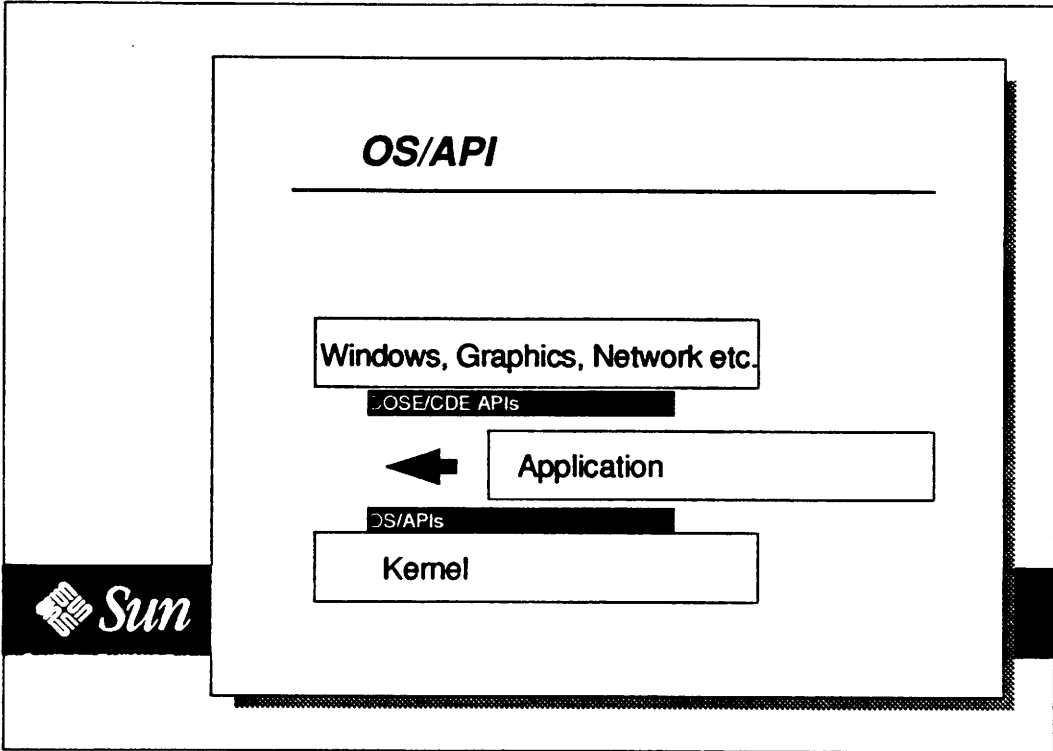 OS/API
Windows, Graphics, Network etc.
COSE/CDE APIs
Application
OS/APIs
Kernel
Sun